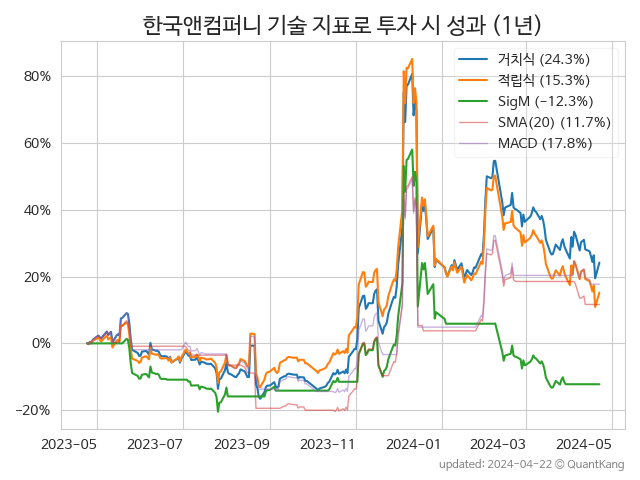 한국앤컴퍼니 기술 지표로 투자 시 성과 (1년)
거치식 (24.3%)
적립식 (15.3%)
SigM (−12.3%)
SMA(20) (11.7%)
MACD (17.8%)
80%
60%
40%
20%
0%
−20%
2023-05 2023-07 2023-09 2023-11 2024-01 2024-03 2024-05
updated: 2024-04-22 © QuantKang